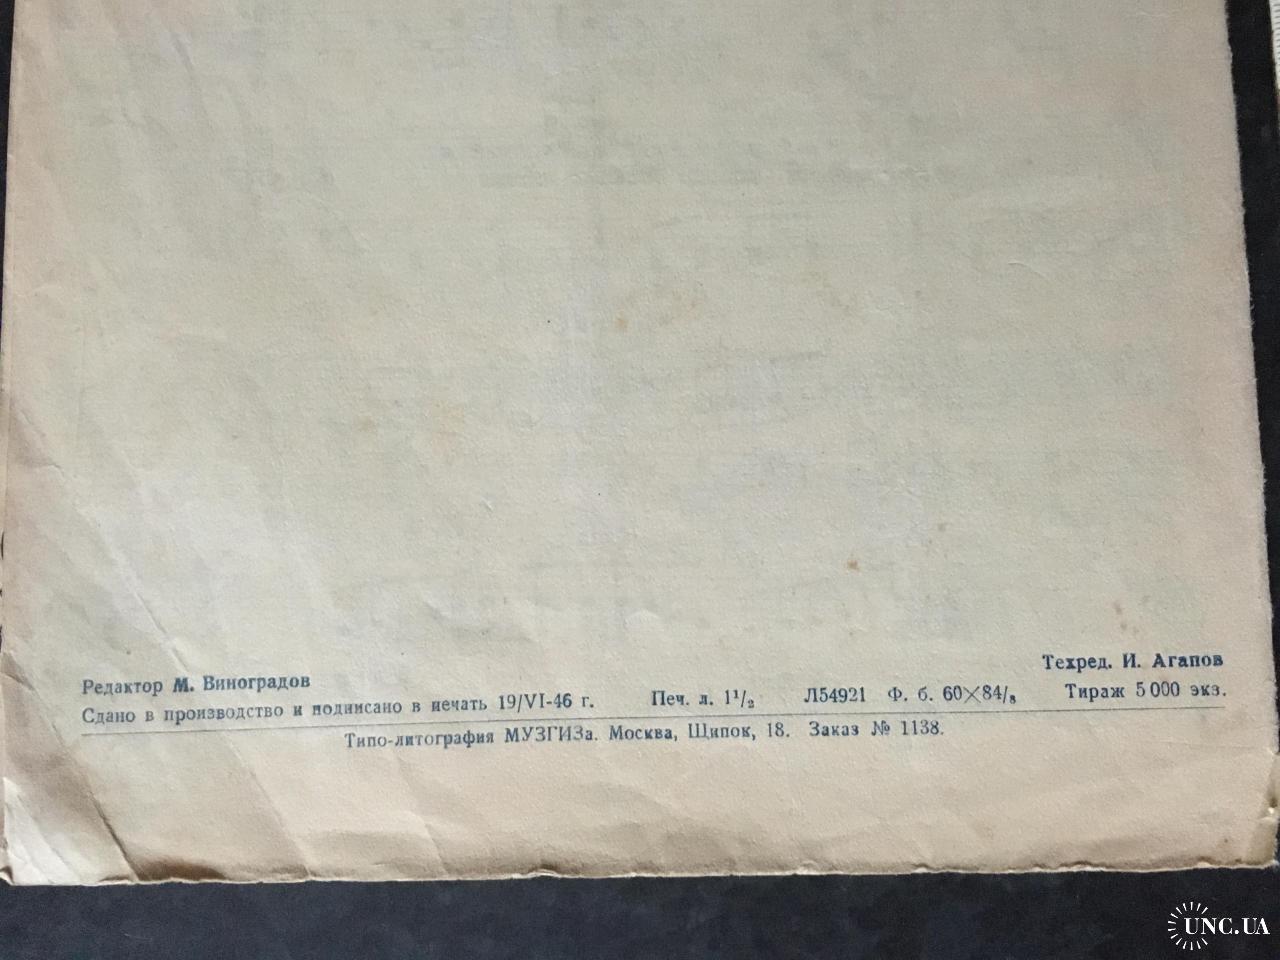 Техред. И. Агапов
Редактор М. Виноградов
Сдано в производство и подписано в печать 19/VI-46 г. Печ. л. 1¹/₂ Л54921 Ф. б. 60×84/₈ Тираж 5 000 экз.
Типо-литография МУЗГИЗа. Москва, Щипок, 18. Заказ № 1138.
UNC.UA